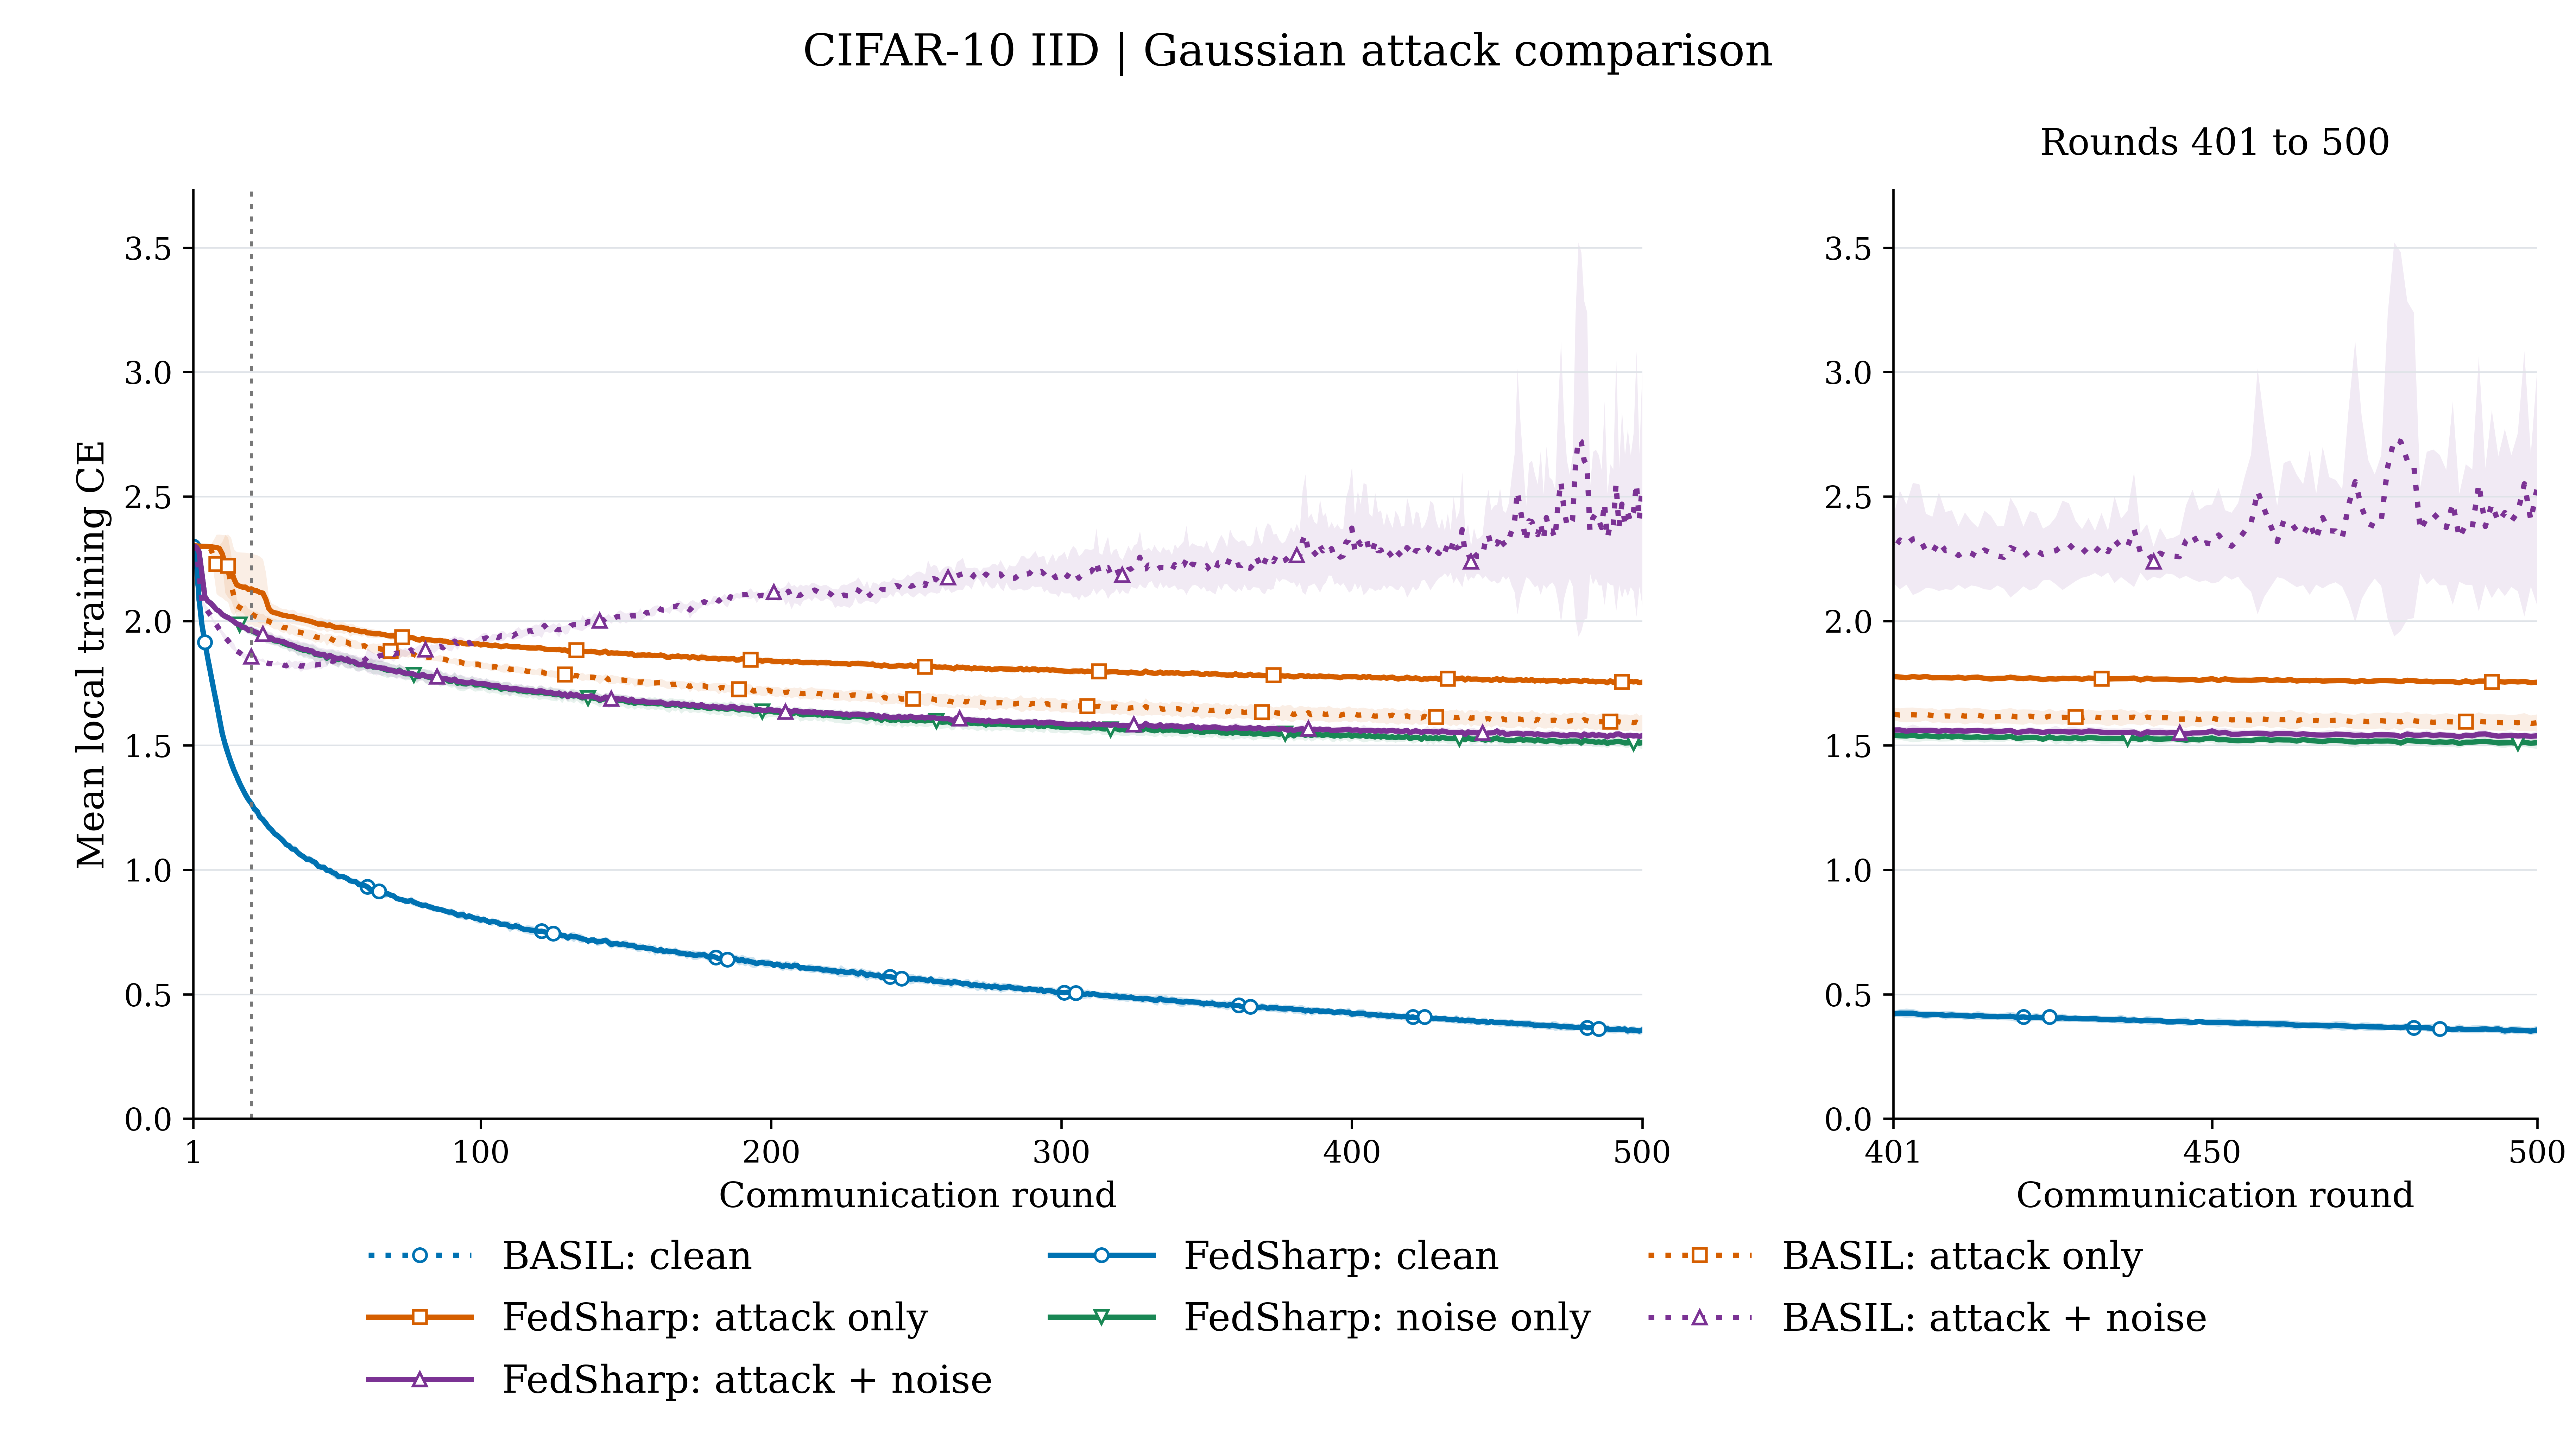 CIFAR-10 IID | Gaussian attack comparison
Rounds 401 to 500
Mean local training CE
3.5
3.0
2.5
2.0
1.5
1.0
0.5
0.0
1
100
200
300
400
500
Communication round
3.5
3.0
2.5
2.0
1.5
1.0
0.5
0.0
401
450
500
Communication round
BASIL: clean
FedSharp: clean
BASIL: attack only
FedSharp: attack only
FedSharp: noise only
BASIL: attack + noise
FedSharp: attack + noise